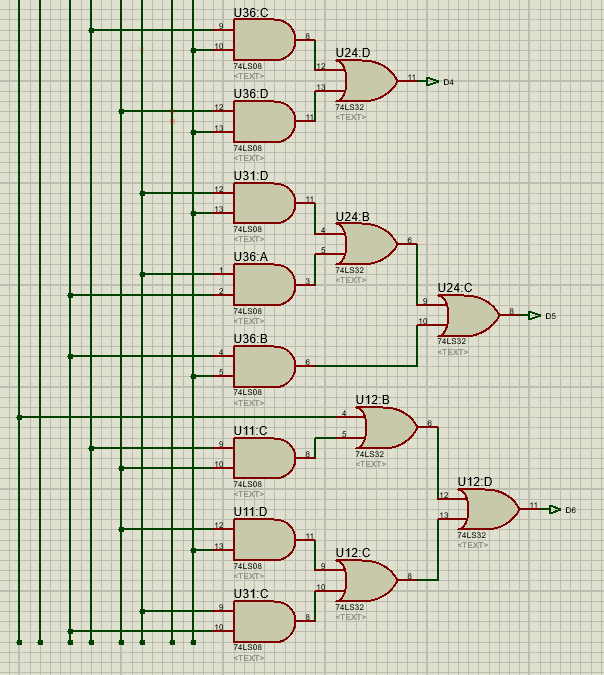 U36:C
9
8
10
74LS08
<TEXT>
U24:D
12
11
D4
13
74LS32
<TEXT>
U36:D
12
11
13
74LS08
<TEXT>
U31:D
12
11
13
74LS08
<TEXT>
U24:B
4
6
5
74LS32
<TEXT>
U36:A
1
3
2
74LS08
<TEXT>
U24:C
9
8
D5
10
74LS32
<TEXT>
U36:B
4
6
5
74LS08
<TEXT>
U12:B
4
6
5
74LS32
<TEXT>
U11:C
9
8
10
74LS08
<TEXT>
U12:D
12
11
D6
13
74LS32
<TEXT>
U11:D
12
11
13
74LS08
<TEXT>
U12:C
9
8
10
74LS32
<TEXT>
U31:C
9
8
10
74LS08
<TEXT>